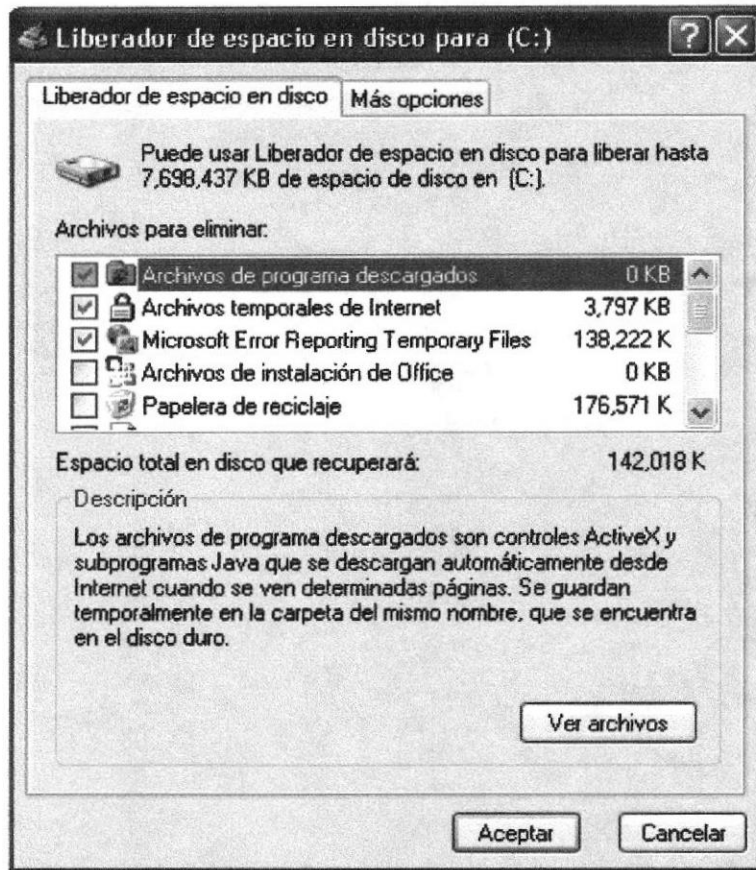 Liberador de espacio en disco para (C:)
Liberador de espacio en disco
Más opciones
Puede usar Liberador de espacio en disco para liberar hasta
7,698,437 KB de espacio de disco en (C:).
Archivos para eliminar:
Archivos de programa descargados 0 KB
Archivos temporales de Internet 3,797 KB
Microsoft Error Reporting Temporary Files 138,222 K
Archivos de instalación de Office 0 KB
Papelera de reciclaje 176,571 K
Espacio total en disco que recuperará: 142,018 K
Descripción
Los archivos de programa descargados son controles ActiveX y
subprogramas Java que se descargan automáticamente desde
Internet cuando se ven determinadas páginas. Se guardan
temporalmente en la carpeta del mismo nombre, que se encuentra
en el disco duro.
Ver archivos
Aceptar Cancelar